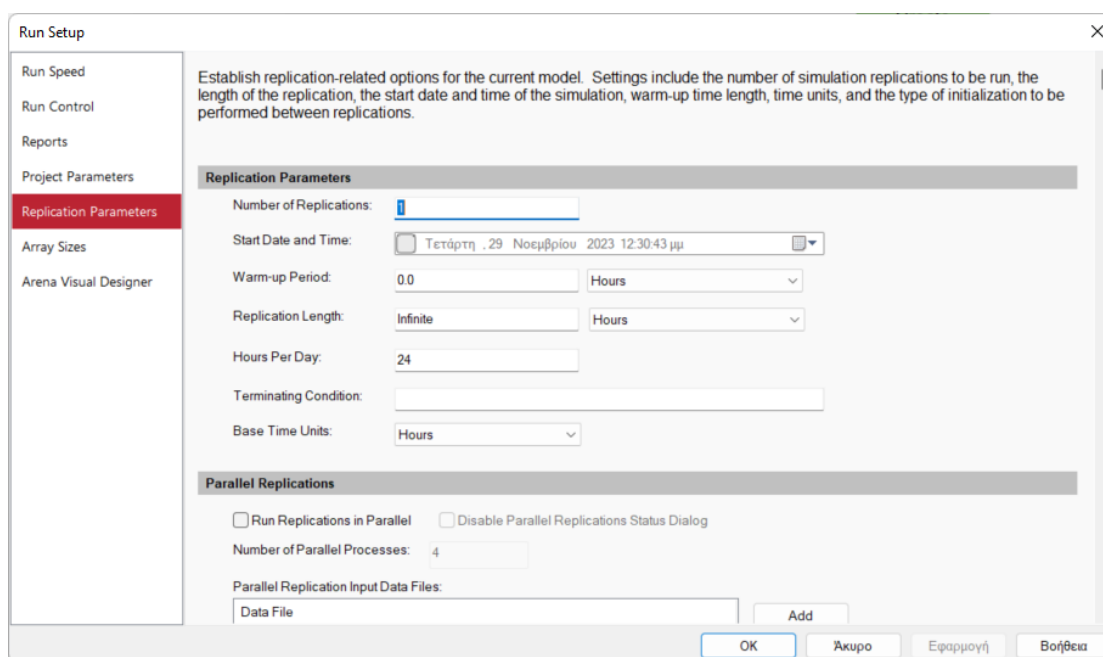 Run Setup
Run Speed
Run Control
Reports
Project Parameters
Replication Parameters
Array Sizes
Arena Visual Designer
Establish replication-related options for the current model. Settings include the number of simulation replications to be run, the
length of the replication, the start date and time of the simulation, warm-up time length, time units, and the type of initialization to be
performed between replications.
Replication Parameters
Number of Replications: 1
Start Date and Time: Τετάρτη , 29 Νοεμβρίου 2023 12:30:43 μμ
Warm-up Period: 0.0 Hours
Replication Length: Infinite Hours
Hours Per Day: 24
Terminating Condition:
Base Time Units: Hours
Parallel Replications
Run Replications in Parallel Disable Parallel Replications Status Dialog
Number of Parallel Processes: 4
Parallel Replication Input Data Files:
Data File Add
OK Άκυρο Εφαρμογή Βοήθεια